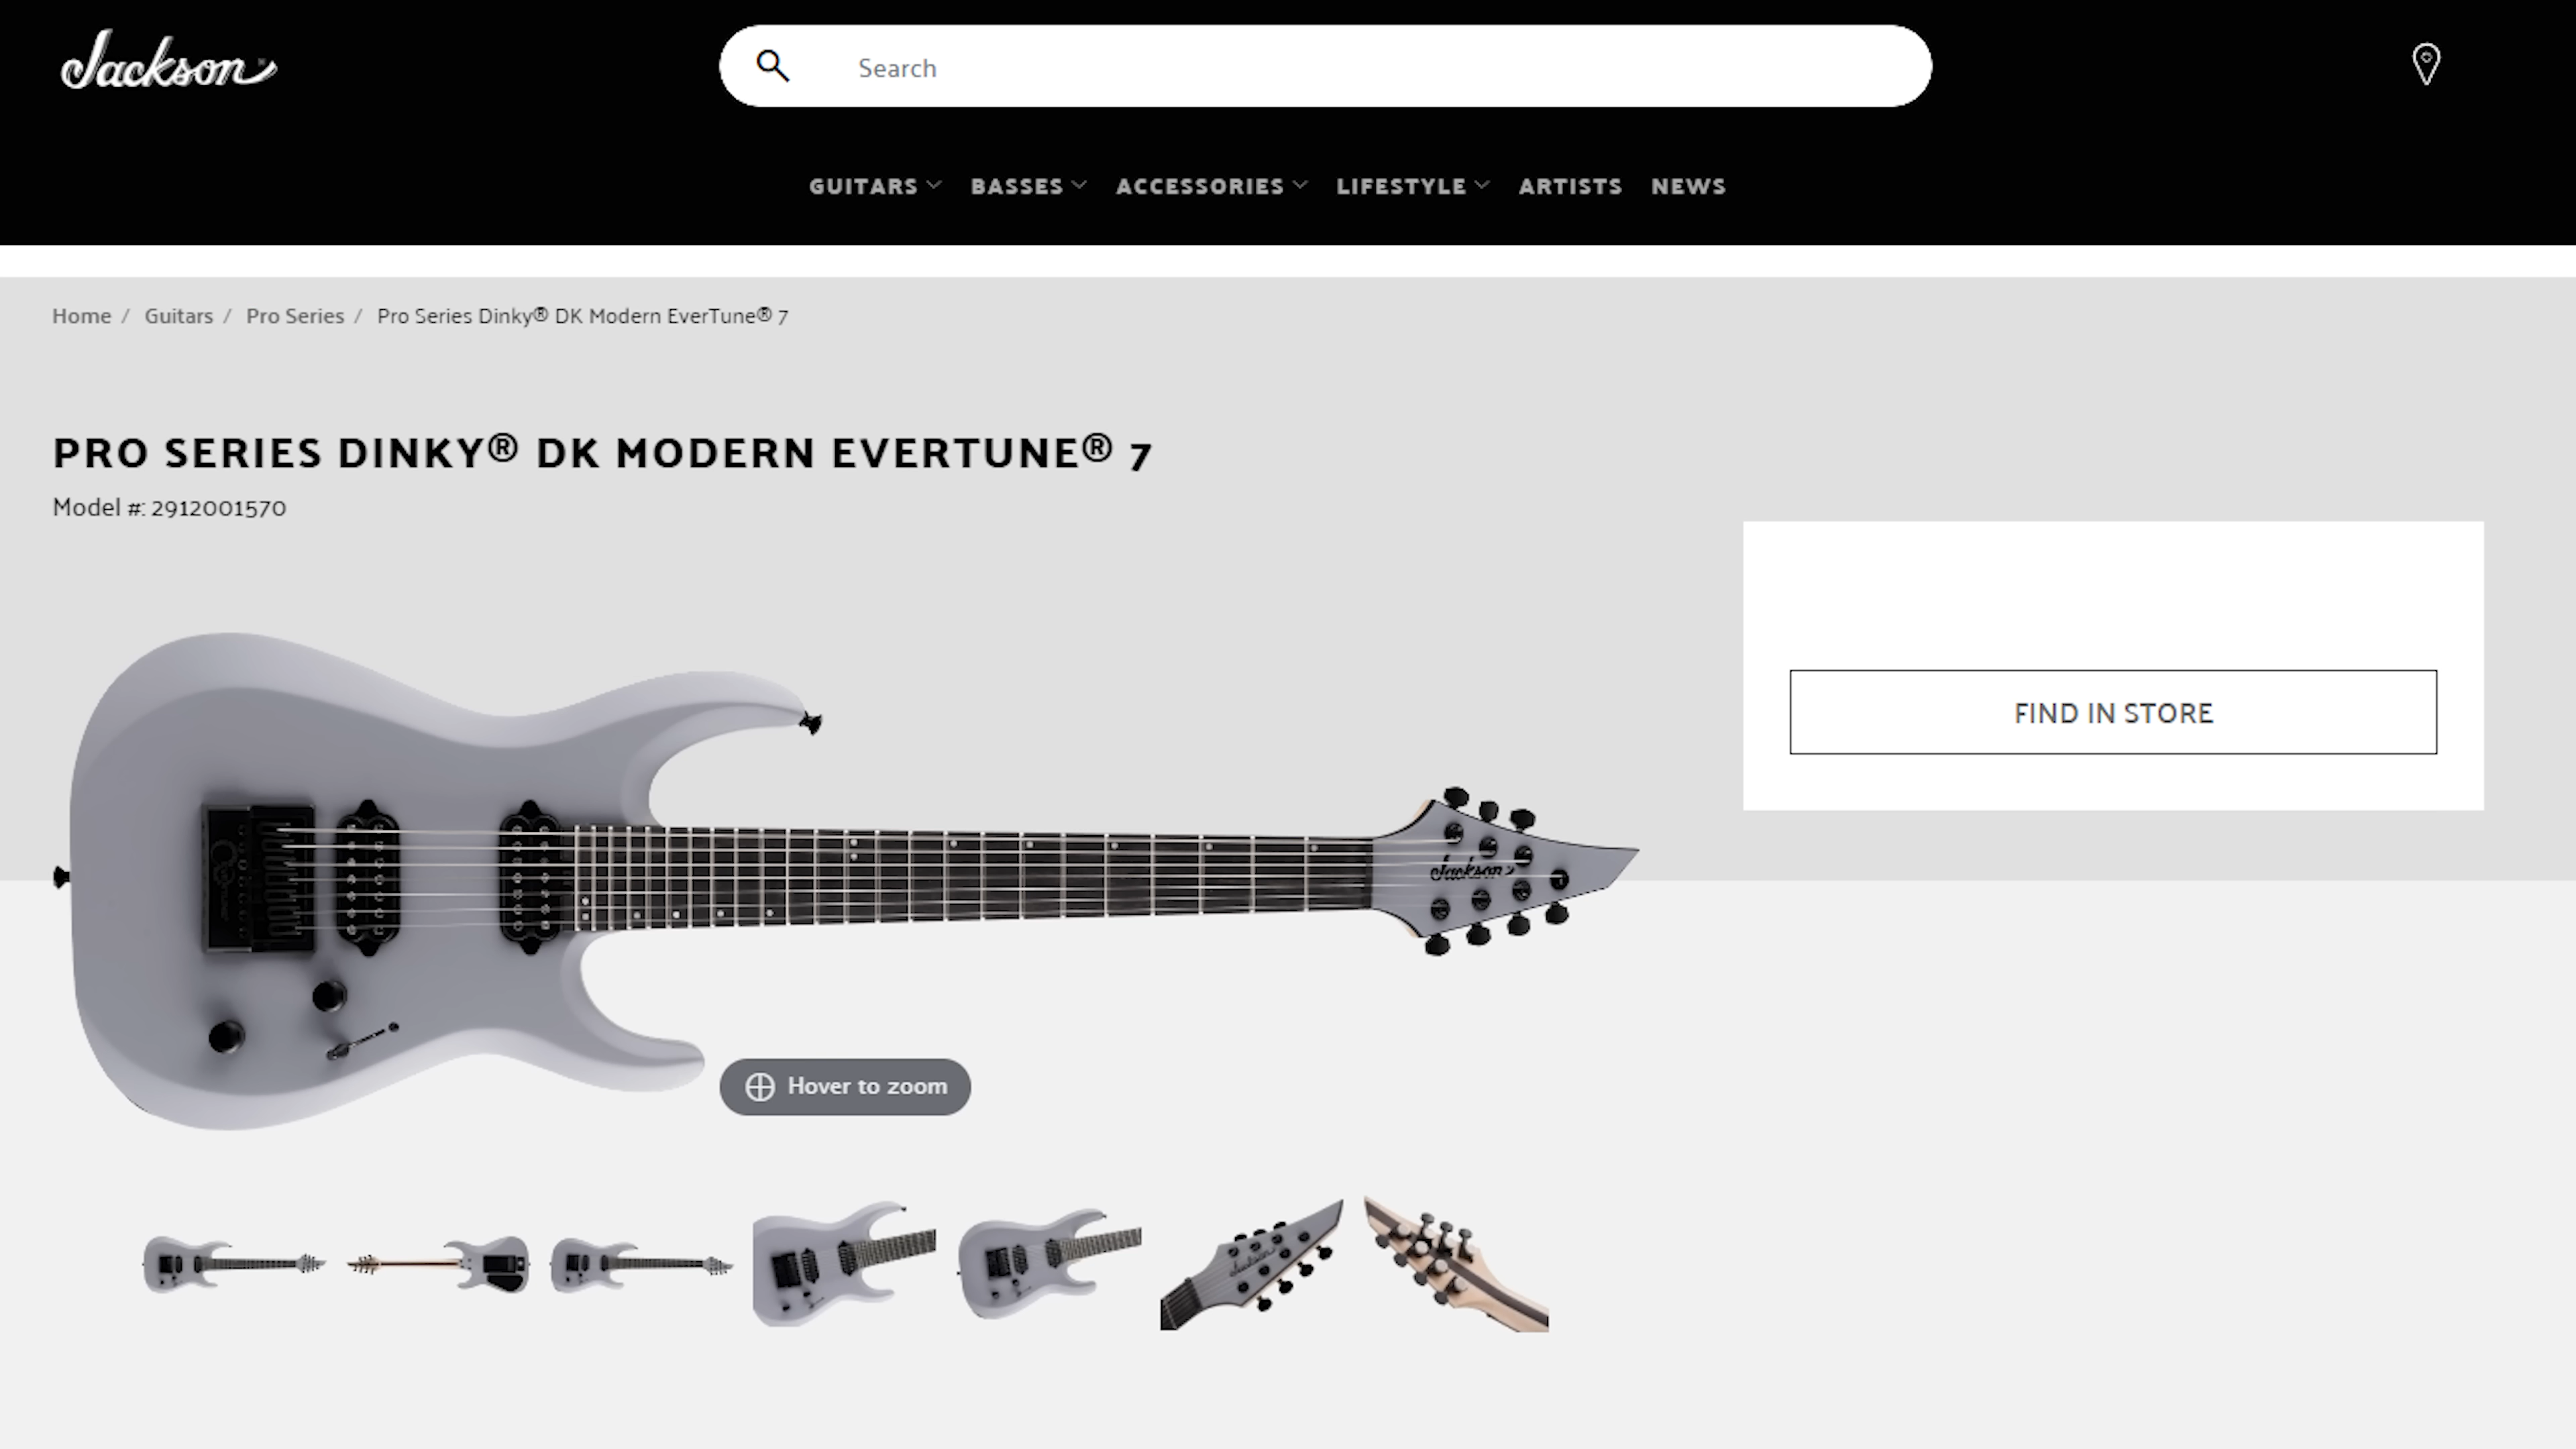 Jackson
Search
GUITARS BASSES ACCESSORIES LIFESTYLE ARTISTS NEWS
Home / Guitars / Pro Series / Pro Series Dinky® DK Modern EverTune® 7
PRO SERIES DINKY® DK MODERN EVERTUNE® 7
Model #: 2912001570
FIND IN STORE
Jackson
Hover to zoom
Jackson